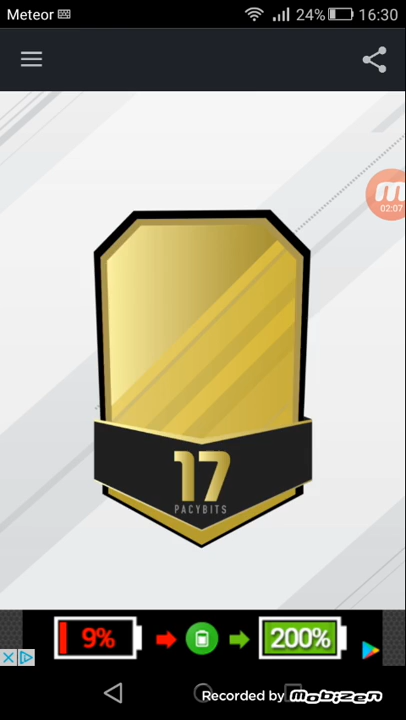 Meteor 24% 16:30
02:07
17
PACYBITS
9% 200%
Recorded by Mobizen